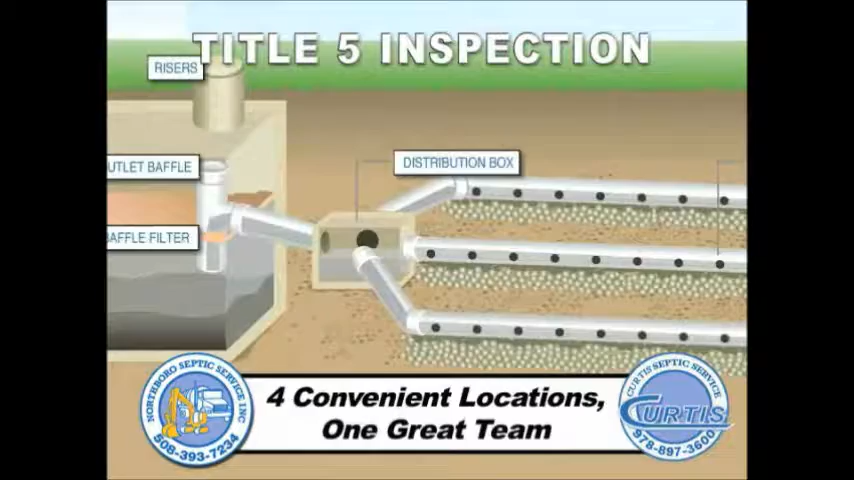 TITLE 5 INSPECTION
RISERS
DISTRIBUTION BOX
UTLET BAFFLE
BAFFLE FILTER
4 Convenient Locations,
One Great Team
NORTHBORO SEPTIC SERVICE INC
508-393-7234
CURTIS SEPTIC SERVICE
CURTIS
978-897-3600